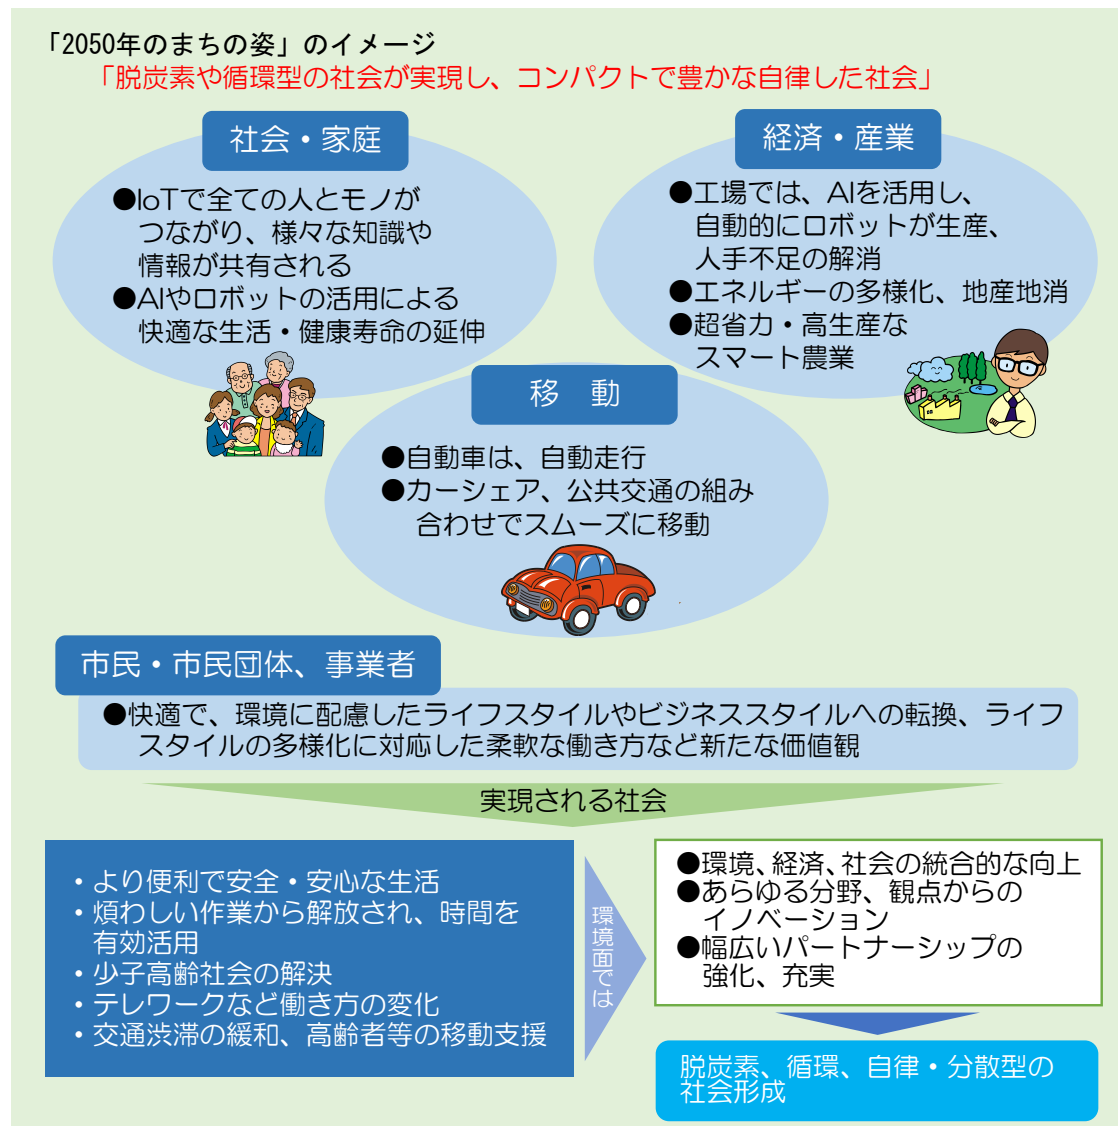 「2050年のまちの姿」のイメージ
「脱炭素や循環型の社会が実現し、コンパクトで豊かな自律した社会」
社会・家庭
●IoTで全ての人とモノが
つながり、様々な知識や
情報が共有される
●AIやロボットの活用による
快適な生活・健康寿命の延伸
経済・産業
●工場では、AIを活用し、
自動的にロボットが生産、
人手不足の解消
●エネルギーの多様化、地産地消
●超省力・高生産な
スマート農業
移 動
●自動車は、自動走行
●カーシェア、公共交通の組み
合わせでスムーズに移動
市民・市民団体、事業者
●快適で、環境に配慮したライフスタイルやビジネススタイルへの転換、ライフ
スタイルの多様化に対応した柔軟な働き方など新たな価値観
実現される社会
・より便利で安全・安心な生活
・煩わしい作業から解放され、時間を
有効活用
・少子高齢社会の解決
・テレワークなど働き方の変化
・交通渋滞の緩和、高齢者等の移動支援
環境面では
●環境、経済、社会の統合的な向上
●あらゆる分野、観点からの
イノベーション
●幅広いパートナーシップの
強化、充実
脱炭素、循環、自律・分散型の
社会形成